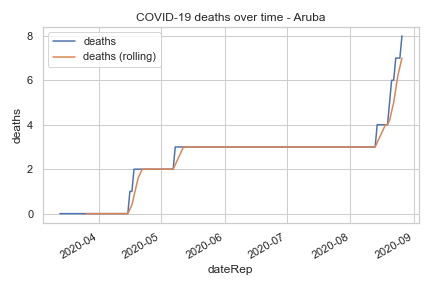 COVID-19 deaths over time - Aruba
deaths
deaths (rolling)
8
6
4
2
0
deaths
2020-04
2020-05
2020-06
2020-07
2020-08
2020-09
dateRep